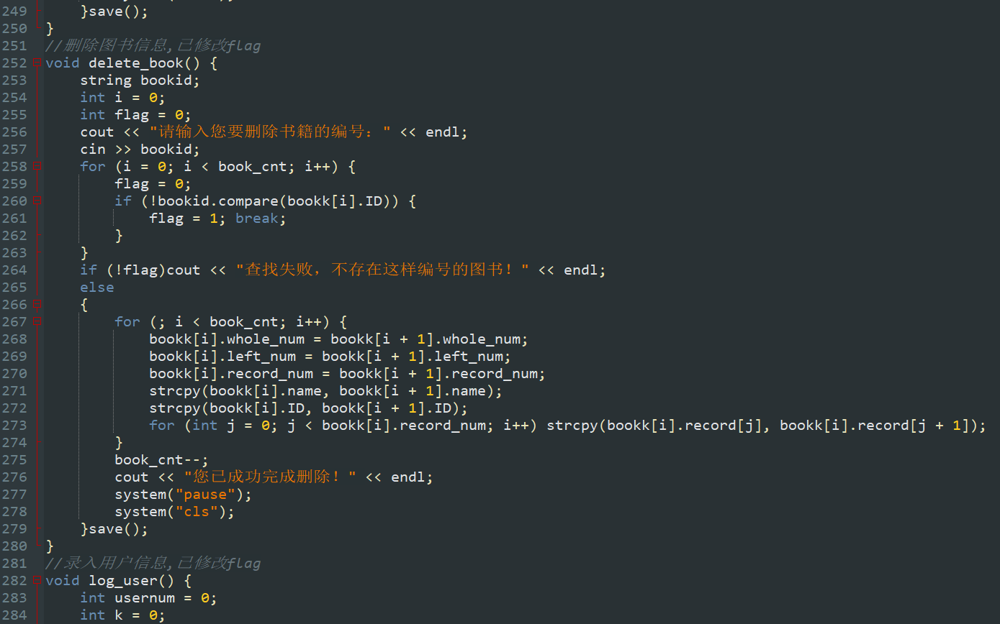 249 }save();
250 }
251 //删除图书信息,已修改flag
252 void delete_book() {
253 string bookid;
254 int i = 0;
255 int flag = 0;
256 cout << "请输入您要删除书籍的编号：" << endl;
257 cin >> bookid;
258 for (i = 0; i < book_cnt; i++) {
259 flag = 0;
260 if (!bookid.compare(bookk[i].ID)) {
261 flag = 1; break;
262 }
263 }
264 if (!flag)cout << "查找失败，不存在这样编号的图书！" << endl;
265 else
266 {
267 for (; i < book_cnt; i++) {
268 bookk[i].whole_num = bookk[i + 1].whole_num;
269 bookk[i].left_num = bookk[i + 1].left_num;
270 bookk[i].record_num = bookk[i + 1].record_num;
271 strcpy(bookk[i].name, bookk[i + 1].name);
272 strcpy(bookk[i].ID, bookk[i + 1].ID);
273 for (int j = 0; j < bookk[i].record_num; i++) strcpy(bookk[i].record[j], bookk[i].record[j + 1]);
274 }
275 book_cnt--;
276 cout << "您已成功完成删除！" << endl;
277 system("pause");
278 system("cls");
279 }save();
280 }
281 //录入用户信息,已修改flag
282 void log_user() {
283 int usernum = 0;
284 int k = 0;